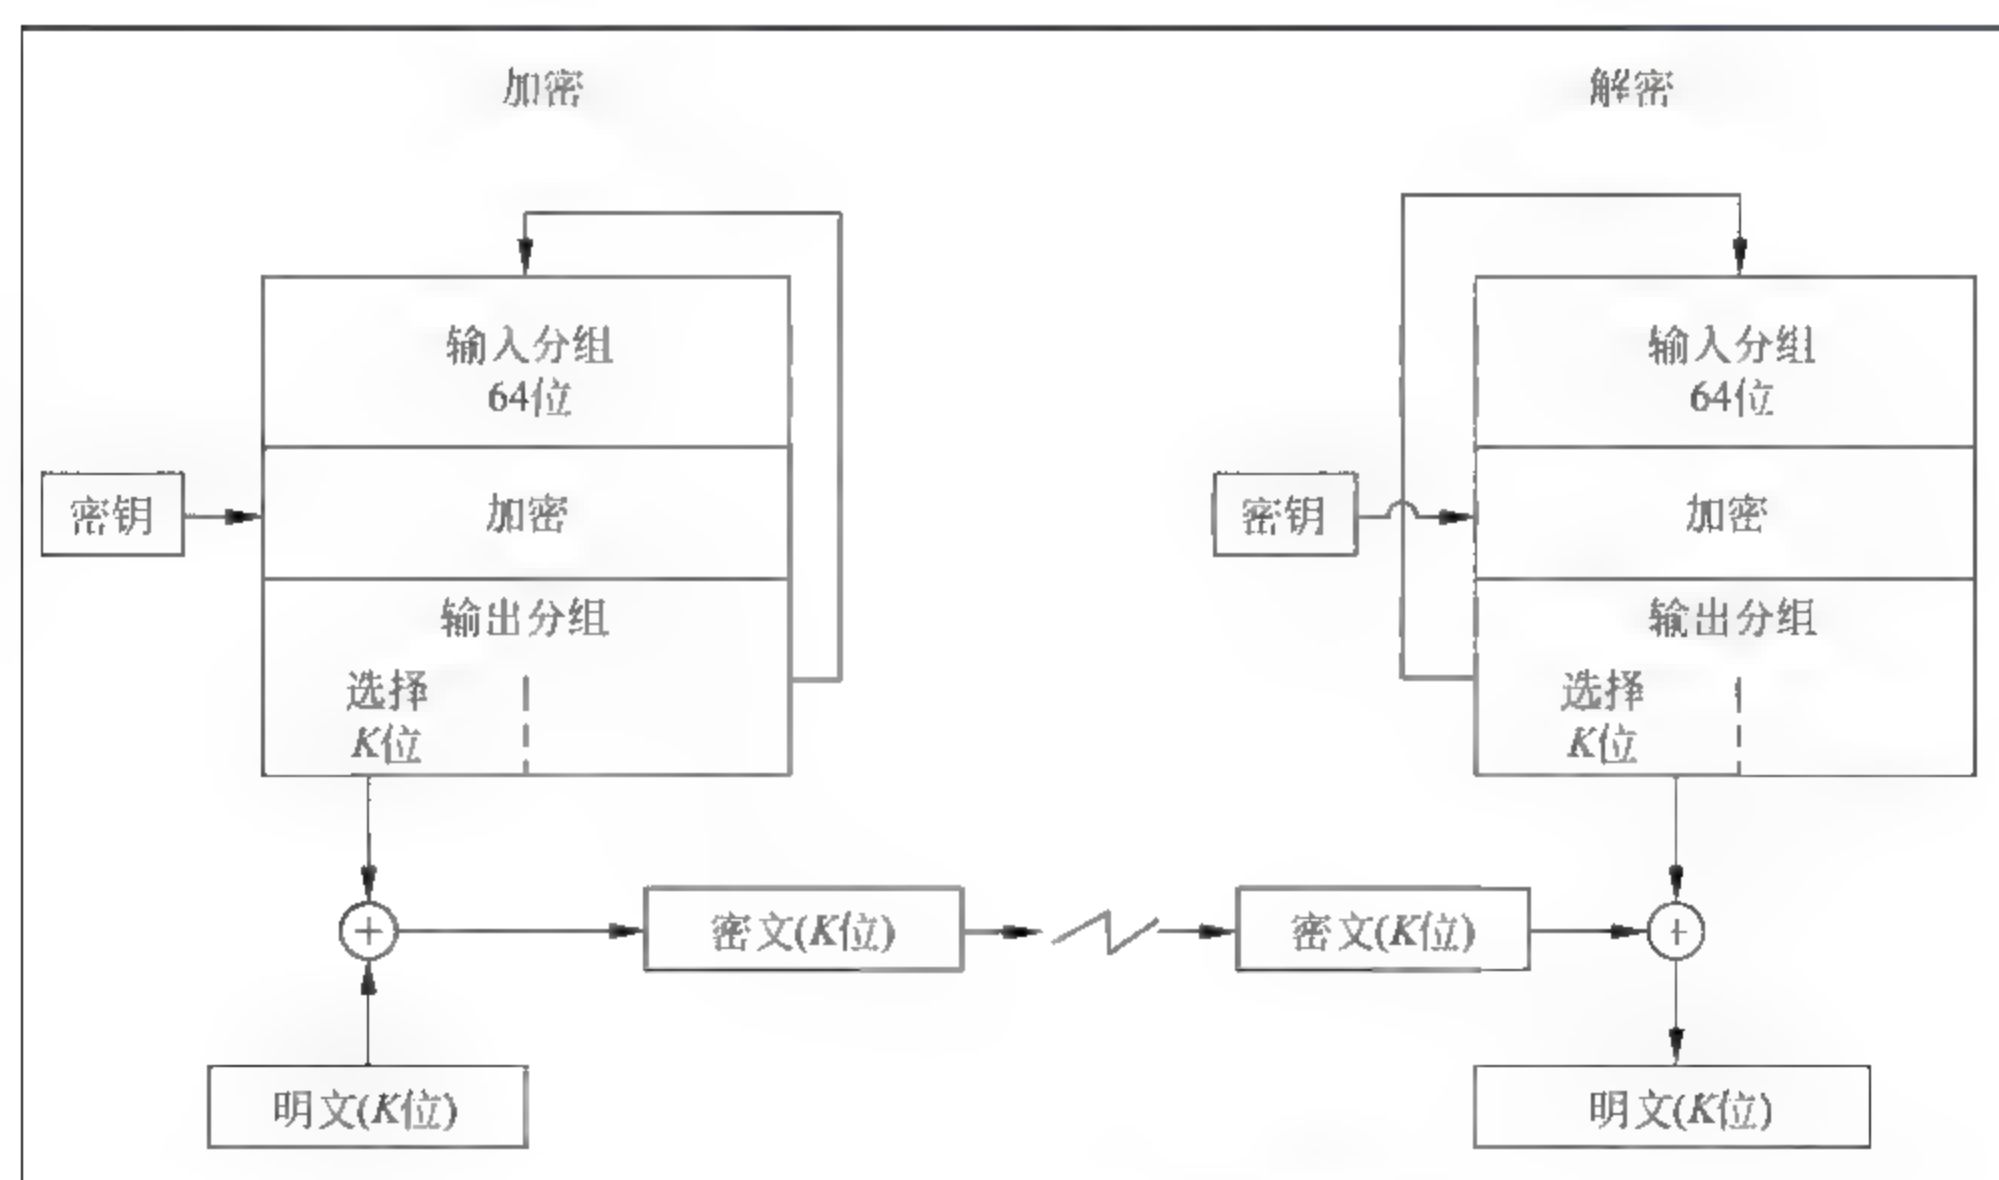 加密
解密
输入分组
64位
密钥
加密
输出分组
选择
K位
输入分组
64位
密钥
加密
输出分组
选择
K位
密文(K位)
密文(K位)
明文(K位)
明文(K位)